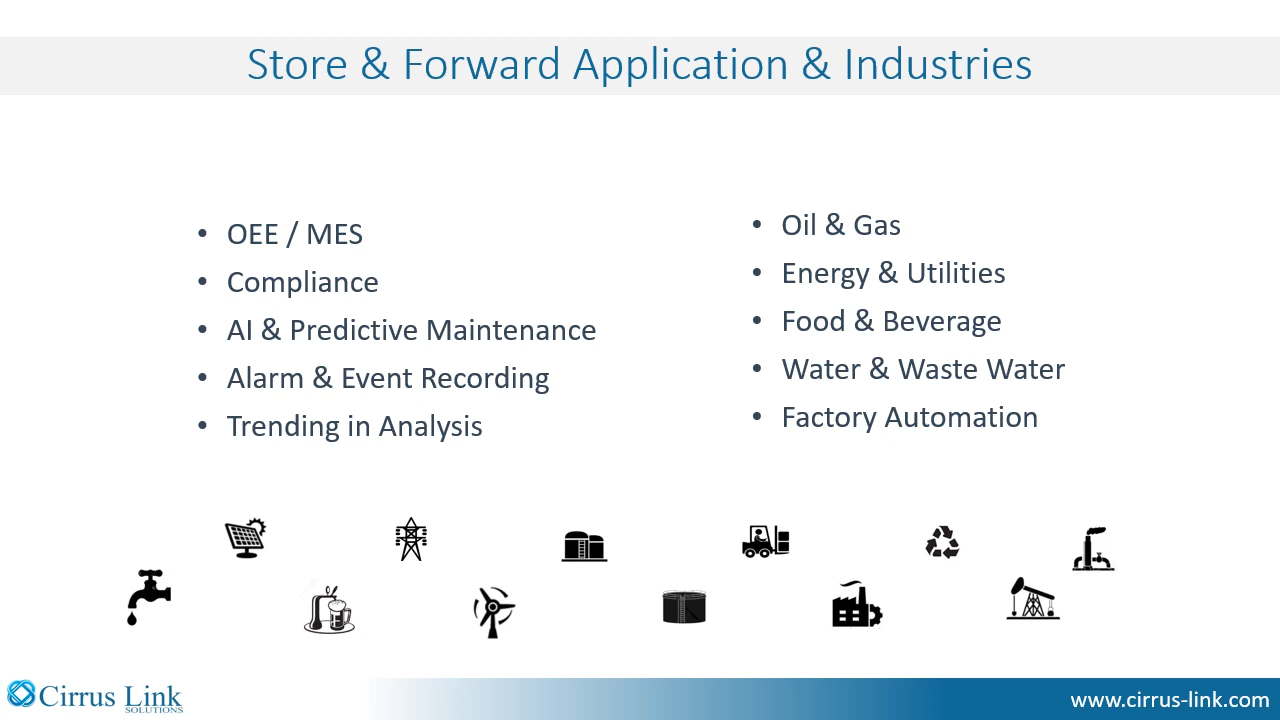 Store & Forward Application & Industries
• OEE / MES
• Compliance
• AI & Predictive Maintenance
• Alarm & Event Recording
• Trending in Analysis
• Oil & Gas
• Energy & Utilities
• Food & Beverage
• Water & Waste Water
• Factory Automation
Cirrus Link
SOLUTIONS
www.cirrus-link.com